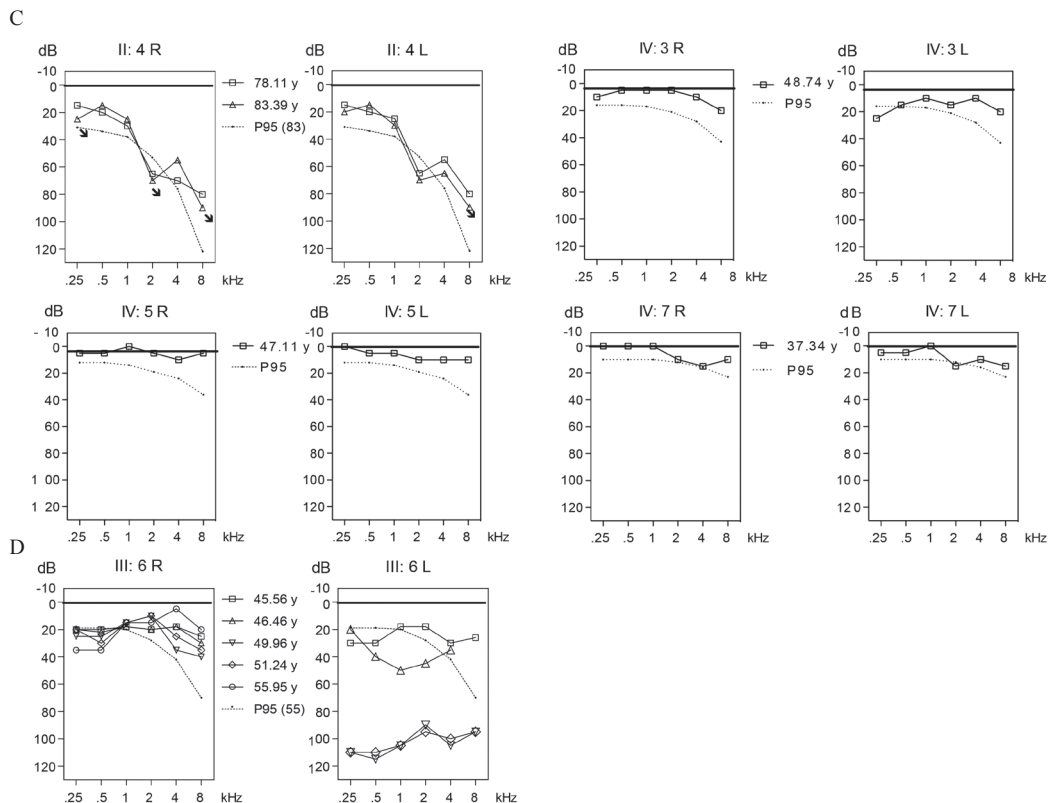 C
II: 4 R
dB
-10
0
20
40
60
80
100
120
.25 .5 1 2 4 8 kHz
II: 4 L
dB
-10
0
20
40
60
80
100
120
.25 .5 1 2 4 8 kHz
78.11 y
83.39 y
P95 (83)
IV: 3 R
dB
-10
0
20
40
60
80
100
120
.25 .5 1 2 4 8
IV: 3 L
dB
-10
0
20
40
60
80
100
120
.25 .5 1 2 4 8
48.74 y
P95
IV: 5 R
dB
- 10
0
20
40
60
80
1 00
1 20
.25 .5 1 2 4 8 kHz
IV: 5 L
dB
-10
0
20
40
60
80
100
120
.25 .5 1 2 4 8 kHz
47.11 y
P95
IV: 7 R
dB
-10
0
20
40
60
80
100
120
.25 .5 1 2 4 8 kHz
IV: 7 L
d B
-10
0
20
40
60
80
10 0
12 0
.25 .5 1 2 4 8 kHz
37.34 y
P95
D
III: 6 R
dB
-10
0
20
40
60
80
100
120
.25 .5 1 2 4 8 kHz
45.56 y
46.46 y
49.96 y
51.24 y
55.95 y
P95 (55)
III: 6 L
dB
-10
0
20
40
60
80
100
120
.25 .5 1 2 4 8 kHz